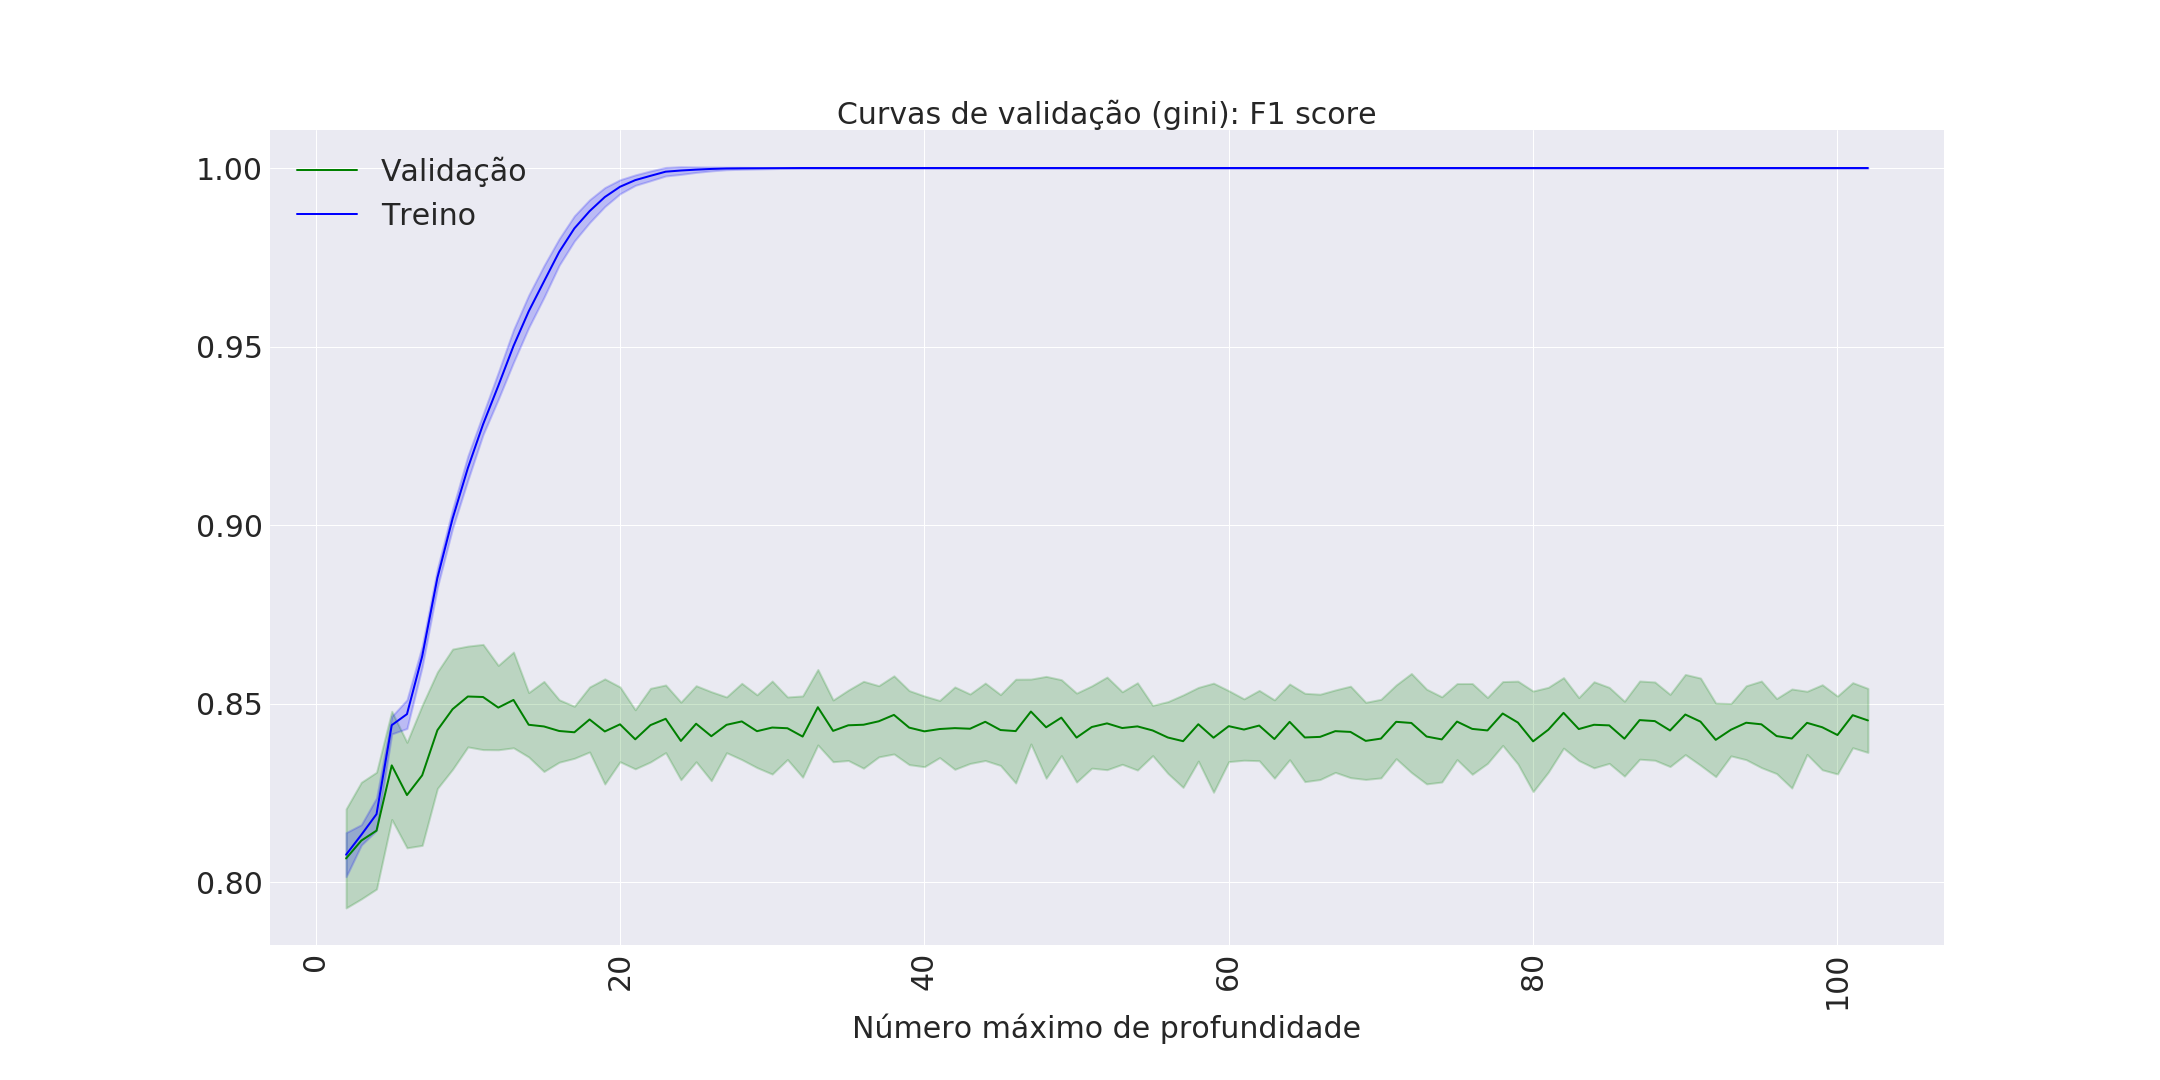 Curvas de validação (gini): F1 score
Validação
Treino
1.00
0.95
0.90
0.85
0.80
0
20
40
60
80
100
Número máximo de profundidade